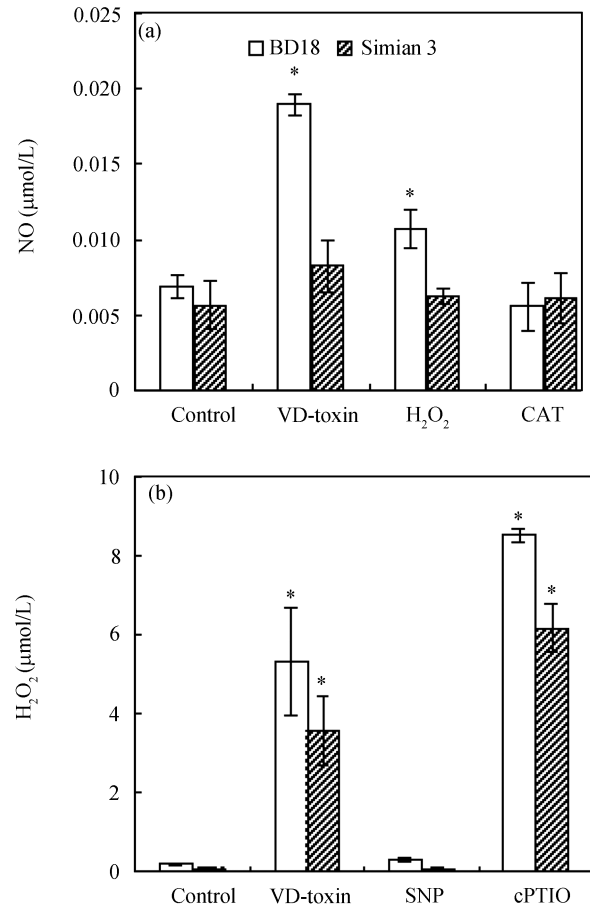 0.025
(a)
BD18
Simian 3
*
0.020
0.015
*
0.010
0.005
0
NO (μmol/L)
Control
VD-toxin
H₂O₂
CAT
10
(b)
*
8
*
*
6
*
4
2
0
H₂O₂ (μmol/L)
Control
VD-toxin
SNP
cPTIO